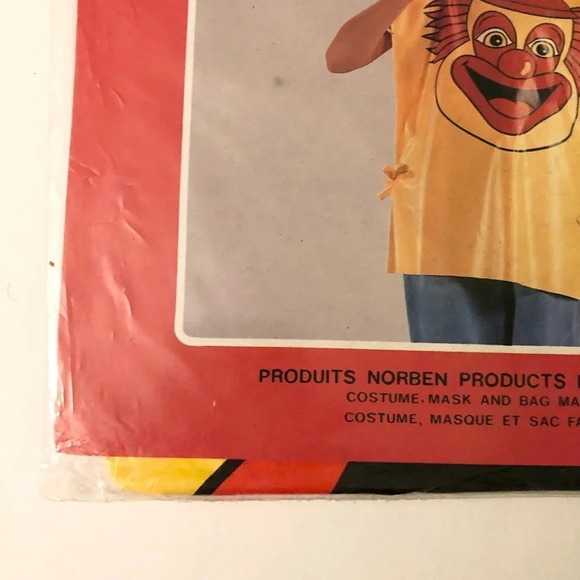 PRODUITS NORBEN PRODUCTS
COSTUME, MASK AND BAG MA
COSTUME, MASQUE ET SAC FA